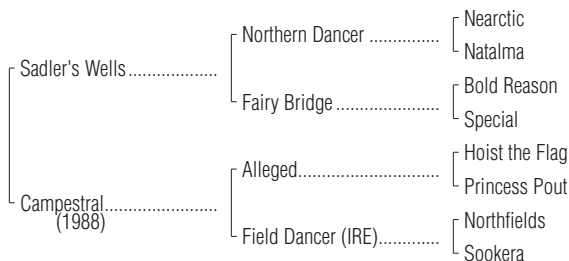 Sadler's Wells
Campestral
(1988)
Northern Dancer
Fairy Bridge
Alleged
Field Dancer (IRE)
Nearctic
Natalma
Bold Reason
Special
Hoist the Flag
Princess Pout
Northfields
Sookera